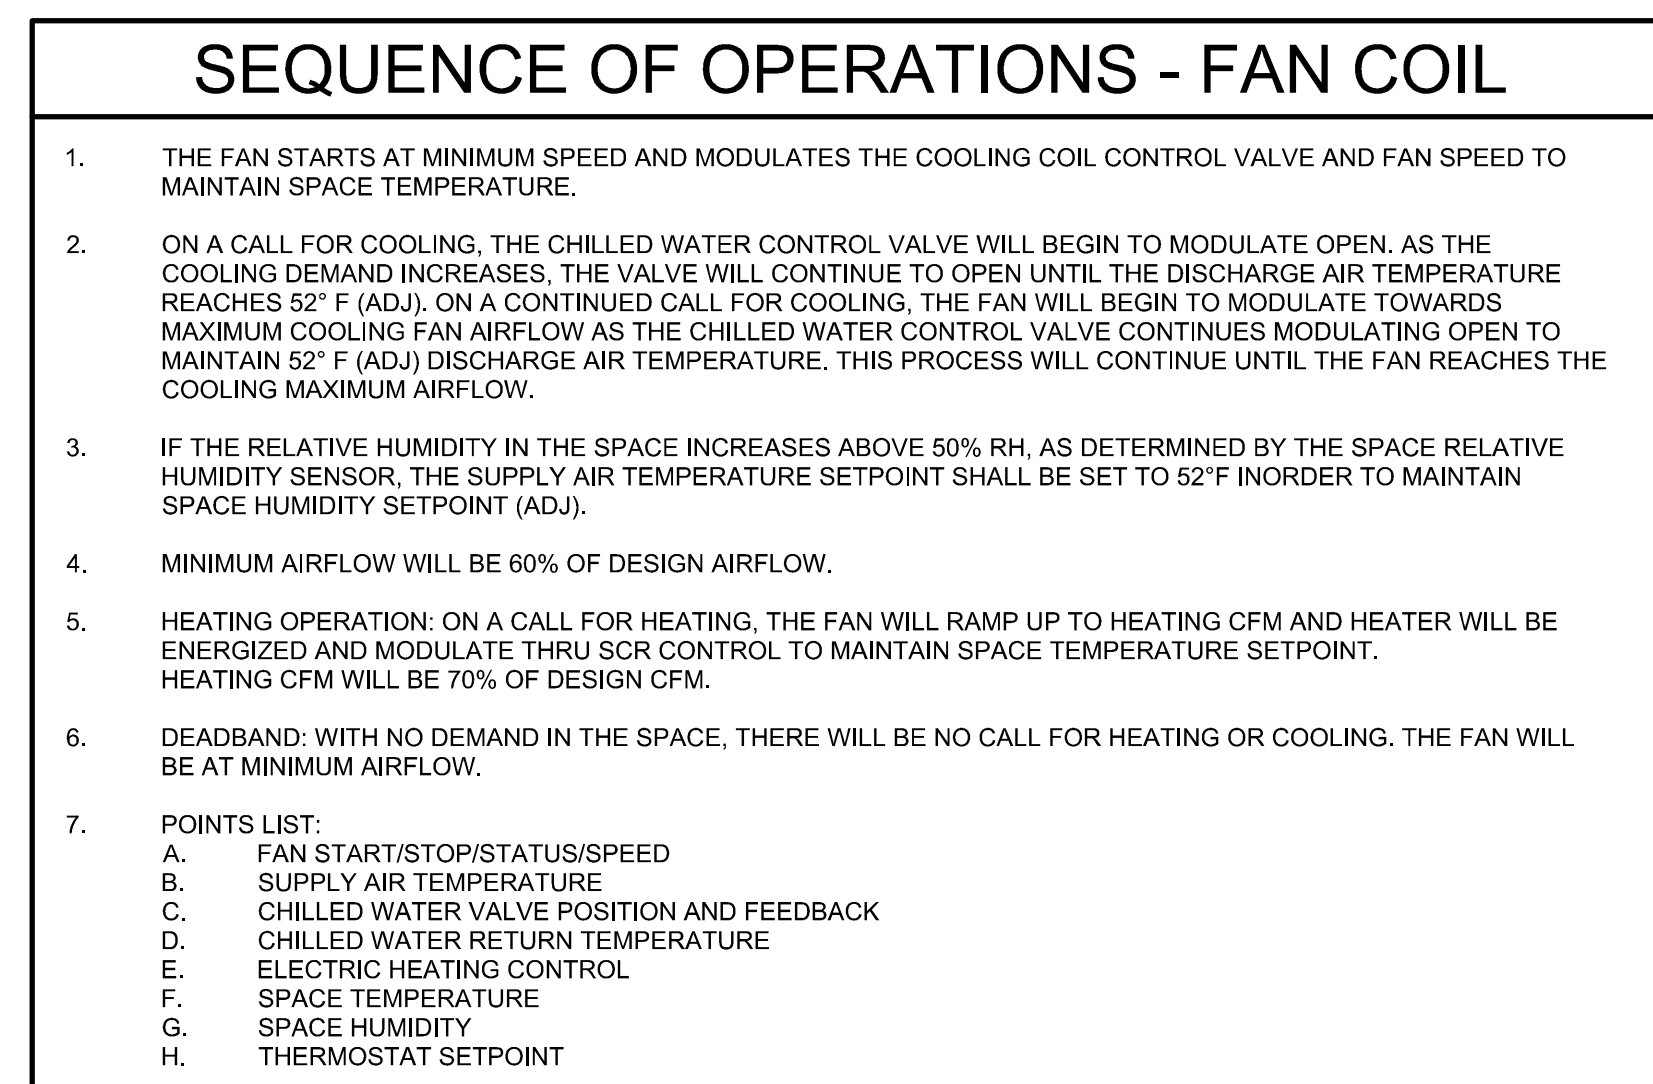 SEQUENCE OF OPERATIONS - FAN COIL
1. THE FAN STARTS AT MINIMUM SPEED AND MODULATES THE COOLING COIL CONTROL VALVE AND FAN SPEED TO
MAINTAIN SPACE TEMPERATURE.
2. ON A CALL FOR COOLING, THE CHILLED WATER CONTROL VALVE WILL BEGIN TO MODULATE OPEN. AS THE
COOLING DEMAND INCREASES, THE VALVE WILL CONTINUE TO OPEN UNTIL THE DISCHARGE AIR TEMPERATURE
REACHES 52° F (ADJ). ON A CONTINUED CALL FOR COOLING, THE FAN WILL BEGIN TO MODULATE TOWARDS
MAXIMUM COOLING FAN AIRFLOW AS THE CHILLED WATER CONTROL VALVE CONTINUES MODULATING OPEN TO
MAINTAIN 52° F (ADJ) DISCHARGE AIR TEMPERATURE. THIS PROCESS WILL CONTINUE UNTIL THE FAN REACHES THE
COOLING MAXIMUM AIRFLOW.
3. IF THE RELATIVE HUMIDITY IN THE SPACE INCREASES ABOVE 50% RH, AS DETERMINED BY THE SPACE RELATIVE
HUMIDITY SENSOR, THE SUPPLY AIR TEMPERATURE SETPOINT SHALL BE SET TO 52°F INORDER TO MAINTAIN
SPACE HUMIDITY SETPOINT (ADJ).
4. MINIMUM AIRFLOW WILL BE 60% OF DESIGN AIRFLOW.
5. HEATING OPERATION: ON A CALL FOR HEATING, THE FAN WILL RAMP UP TO HEATING CFM AND HEATER WILL BE
ENERGIZED AND MODULATE THRU SCR CONTROL TO MAINTAIN SPACE TEMPERATURE SETPOINT.
HEATING CFM WILL BE 70% OF DESIGN CFM.
6. DEADBAND: WITH NO DEMAND IN THE SPACE, THERE WILL BE NO CALL FOR HEATING OR COOLING. THE FAN WILL
BE AT MINIMUM AIRFLOW.
7. POINTS LIST:
A. FAN START/STOP/STATUS/SPEED
B. SUPPLY AIR TEMPERATURE
C. CHILLED WATER VALVE POSITION AND FEEDBACK
D. CHILLED WATER RETURN TEMPERATURE
E. ELECTRIC HEATING CONTROL
F. SPACE TEMPERATURE
G. SPACE HUMIDITY
H. THERMOSTAT SETPOINT